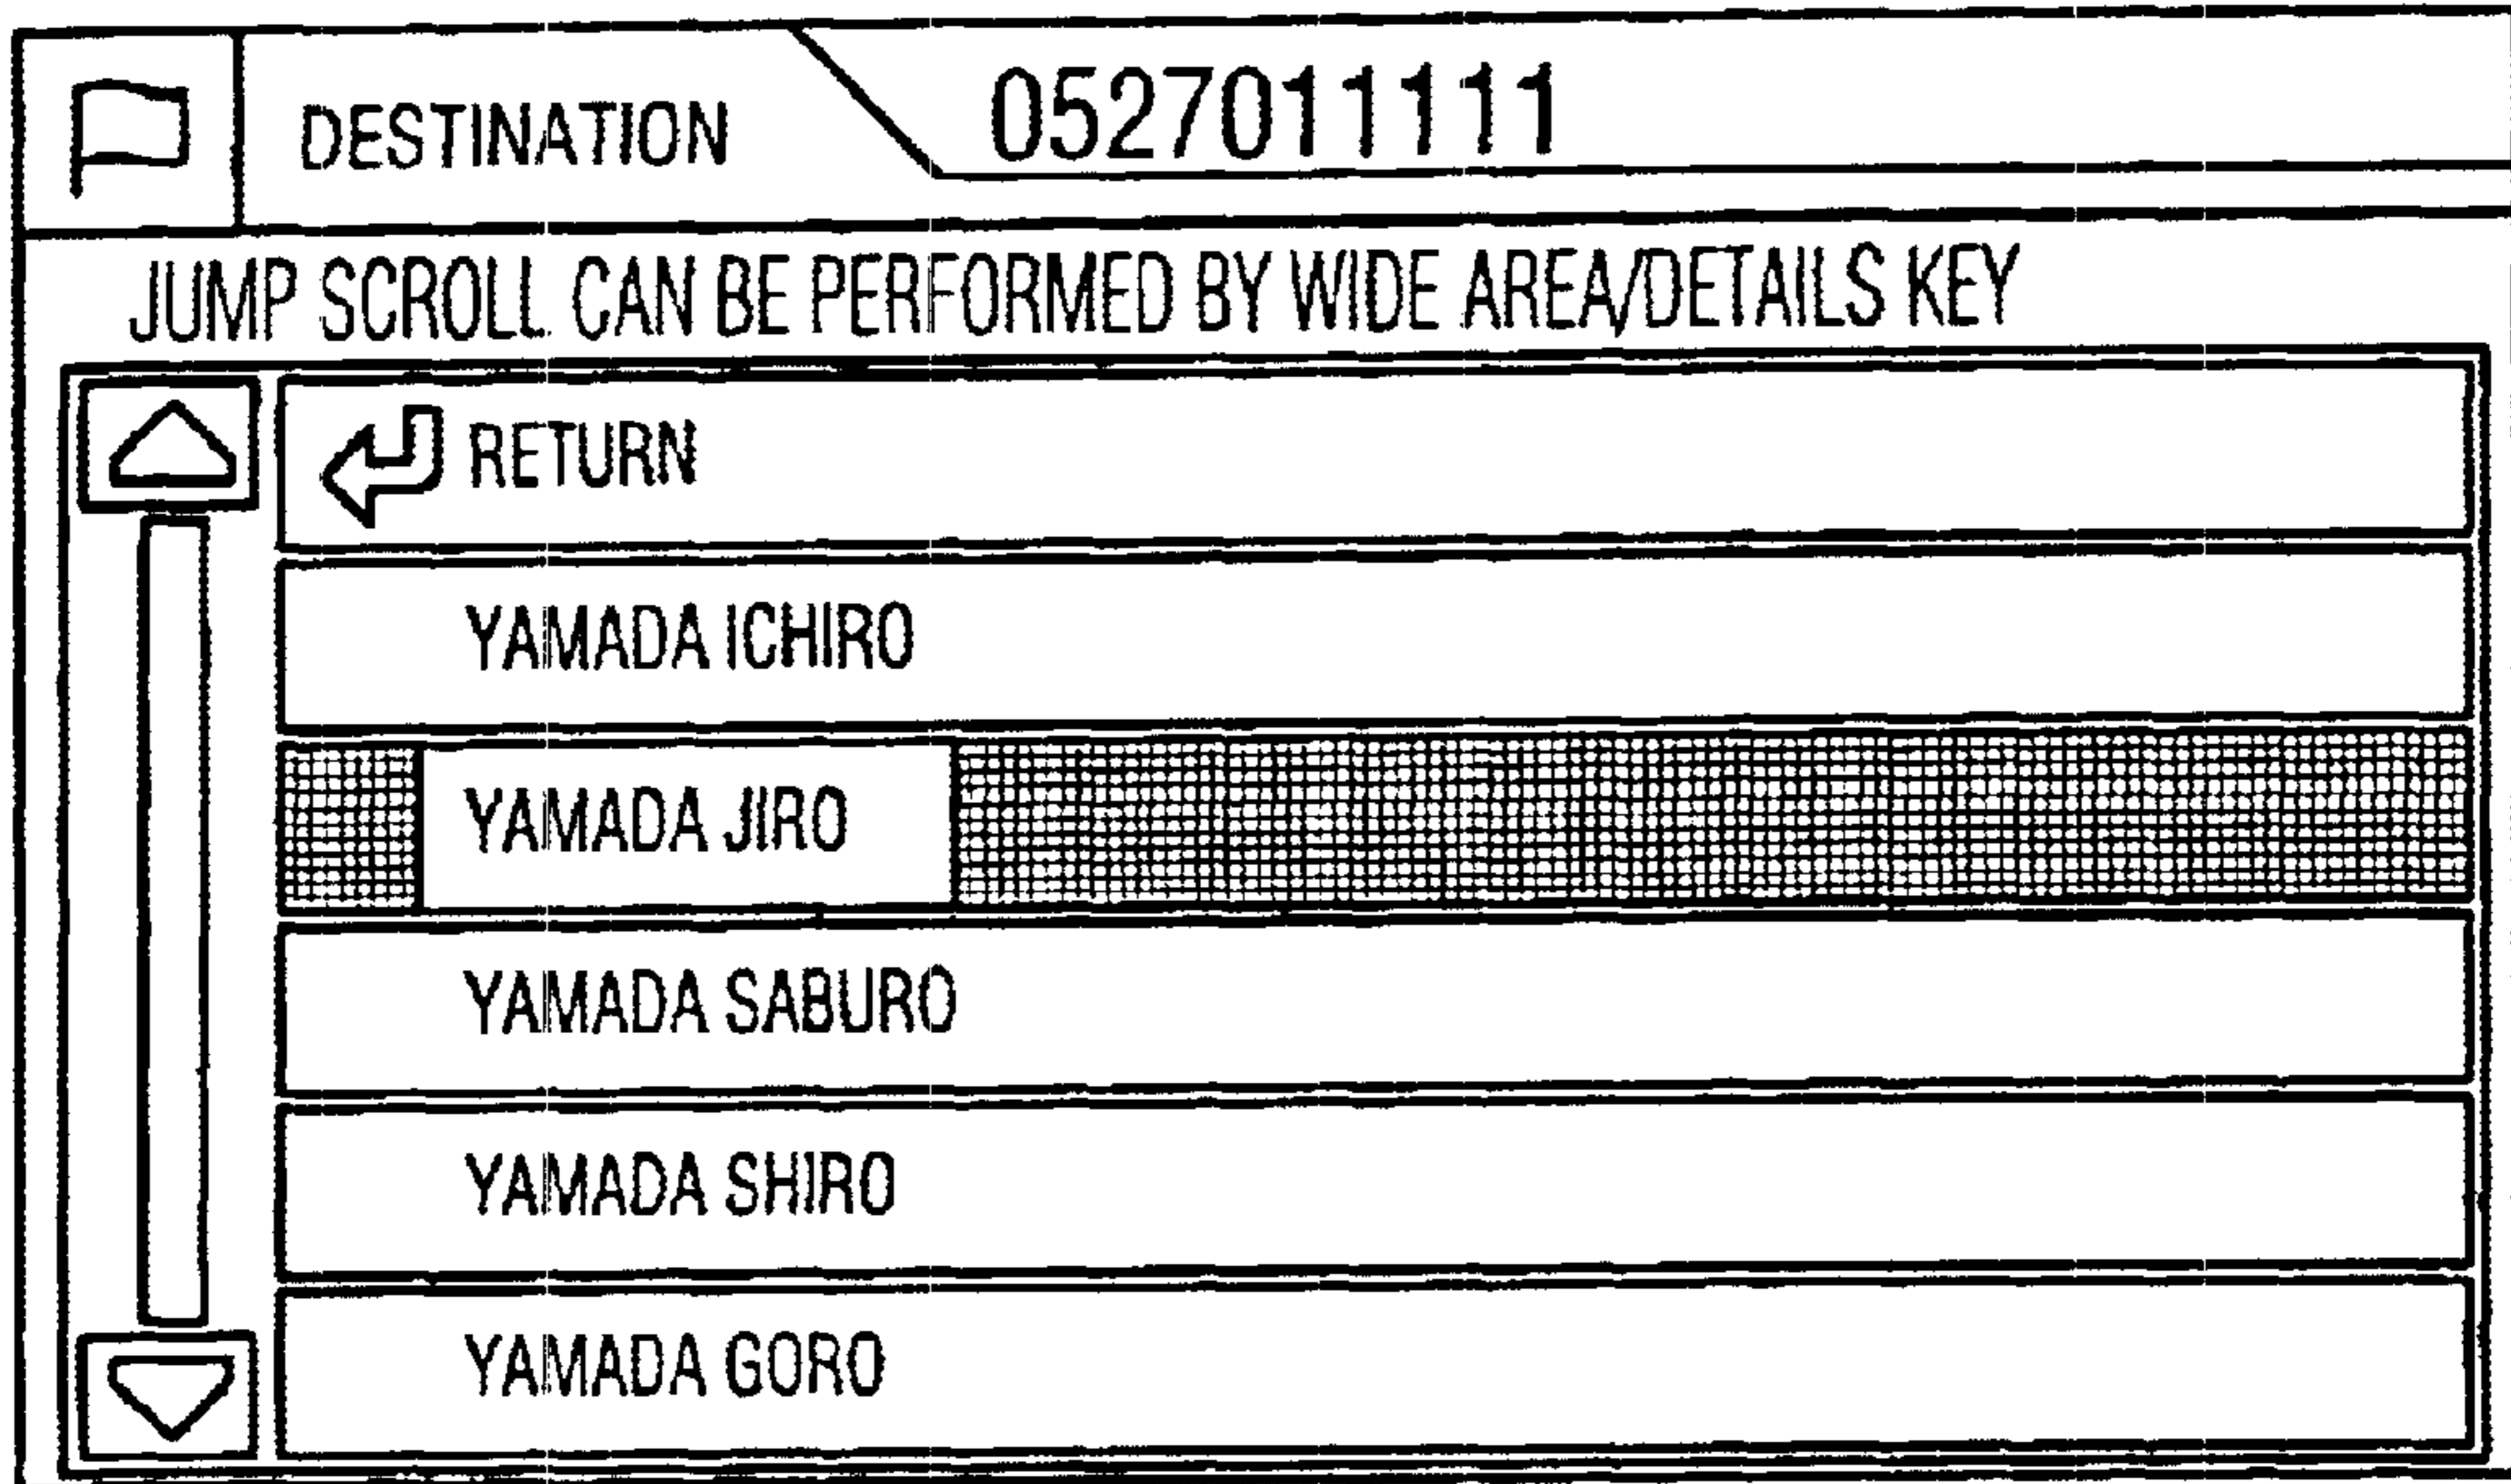 DESTINATION 0527011111
JUMP SCROLL CAN BE PERFORMED BY WIDE AREA/DETAILS KEY
RETURN
YAMADA ICHIRO
YAMADA JIRO
YAMADA SABURO
YAMADA SHIRO
YAMADA GORO